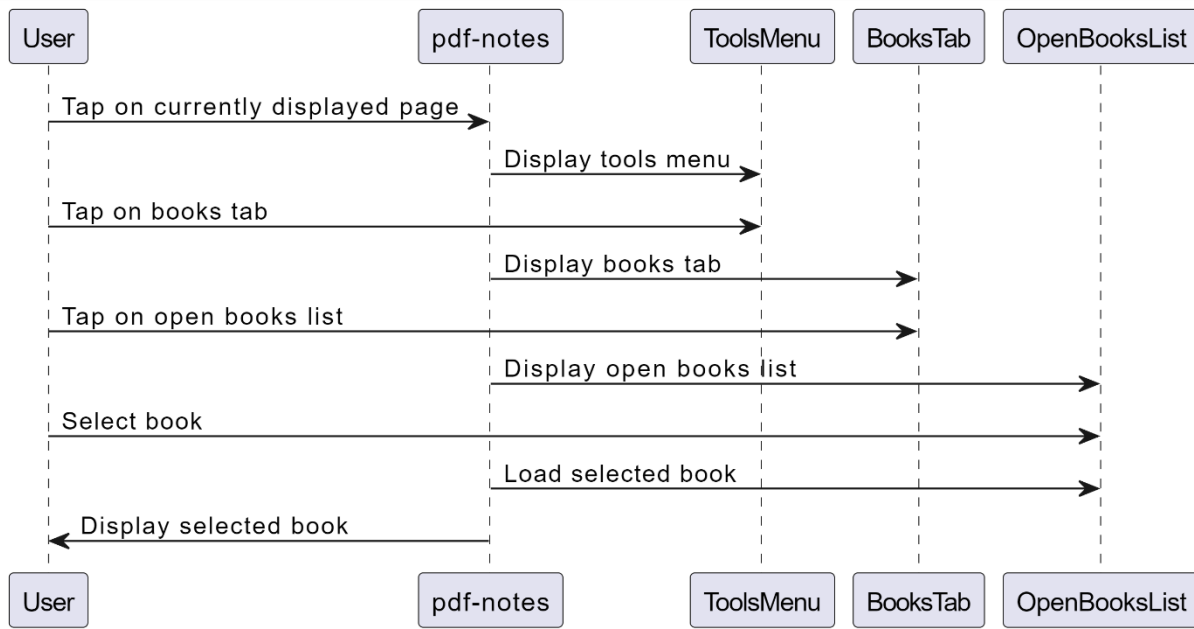 User pdf-notes ToolsMenu BooksTab OpenBooksList
Tap on currently displayed page
Display tools menu
Tap on books tab
Display books tab
Tap on open books list
Display open books list
Select book
Load selected book
Display selected book
User pdf-notes ToolsMenu BooksTab OpenBooksList